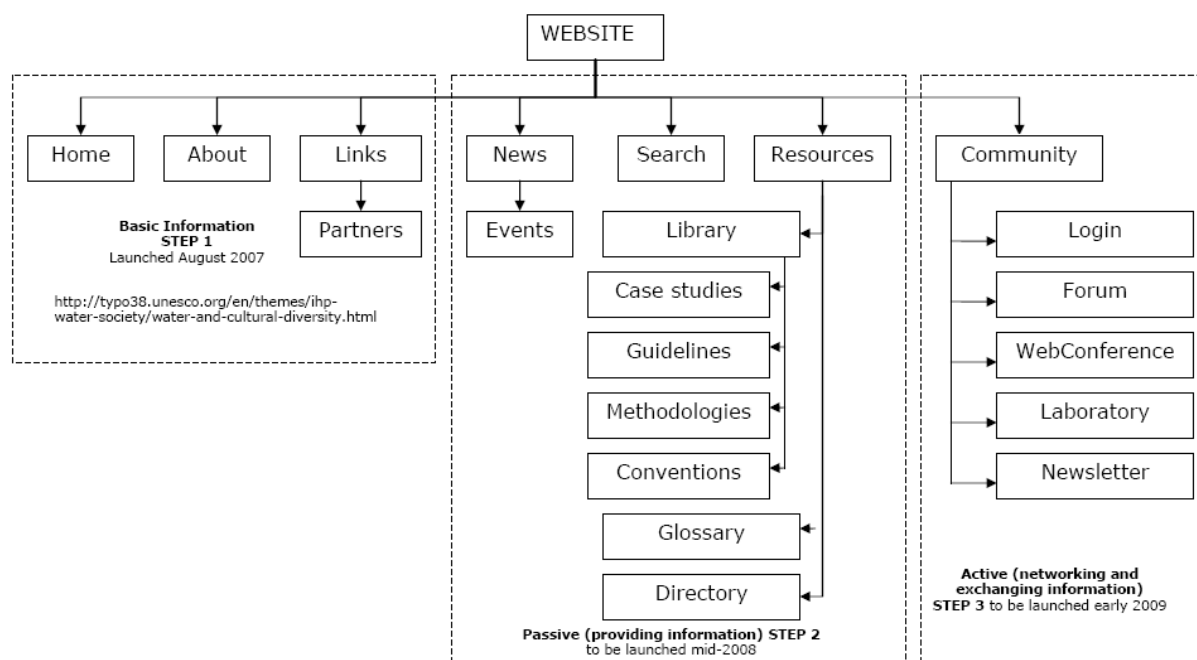 WEBSITE
Home
About
Links
News
Search
Resources
Community
Partners
Events
Library
Case studies
Guidelines
Methodologies
Conventions
Glossary
Directory
Login
Forum
WebConference
Laboratory
Newsletter
Basic Information
STEP 1
Launched August 2007
http://typo38.unesco.org/en/themes/ihp-
water-society/water-and-cultural-diversity.html
Passive (providing information) STEP 2
to be launched mid-2008
Active (networking and
exchanging information)
STEP 3 to be launched early 2009